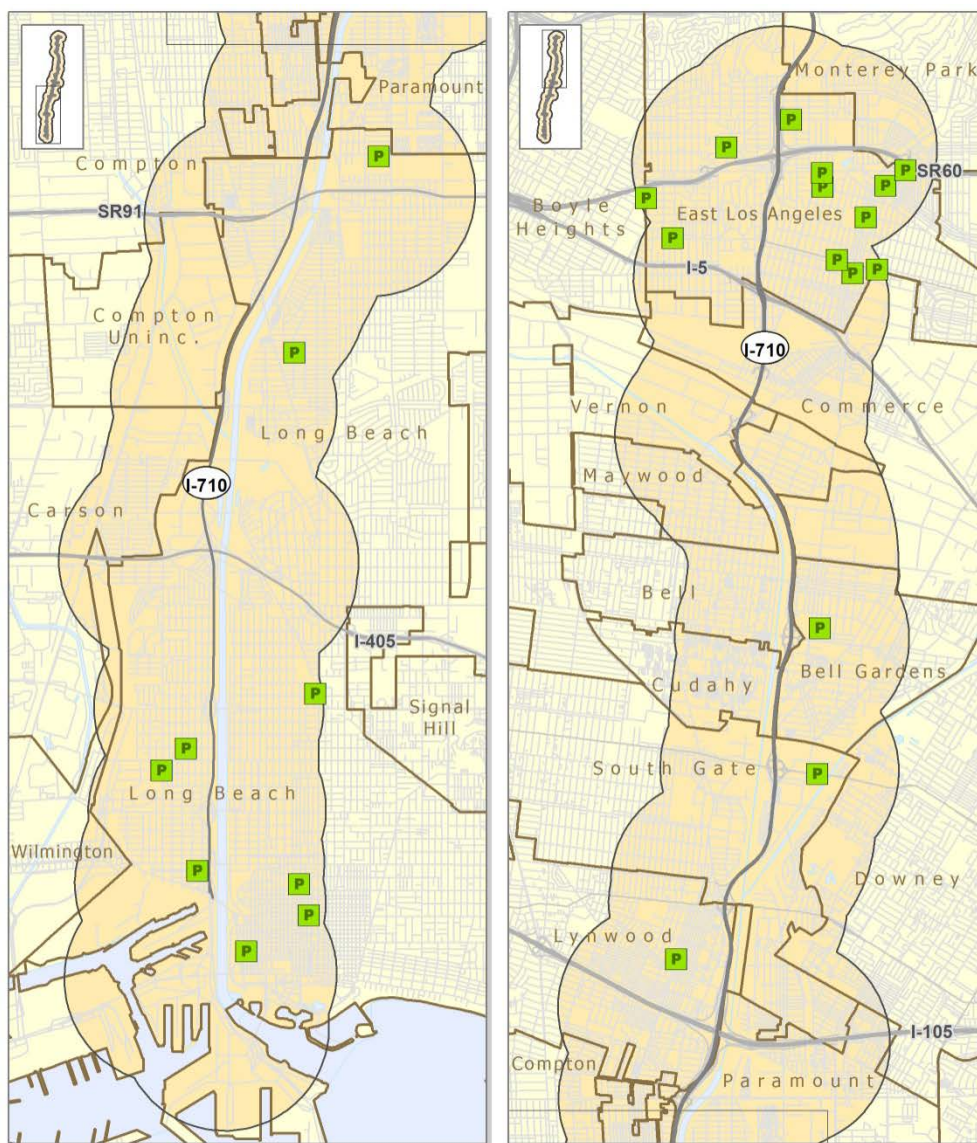 Paramount
P
Compton
SR91
Compton
Uninc.
P
Long Beach
I-710
Carson
I-405
P
Signal
Hill
P
P
Long Beach
Wilmington
P
P
P
P
Monterey Park
P
P
P
SR60
P
P
P
P
Boyle
Heights
East Los Angeles
P
P
P
P
P
I-5
I-710
Vernon
Commerce
Maywood
Bell
P
Bell Gardens
Cudahy
South Gate
P
Downey
Lynwood
P
I-105
Compton
Paramount